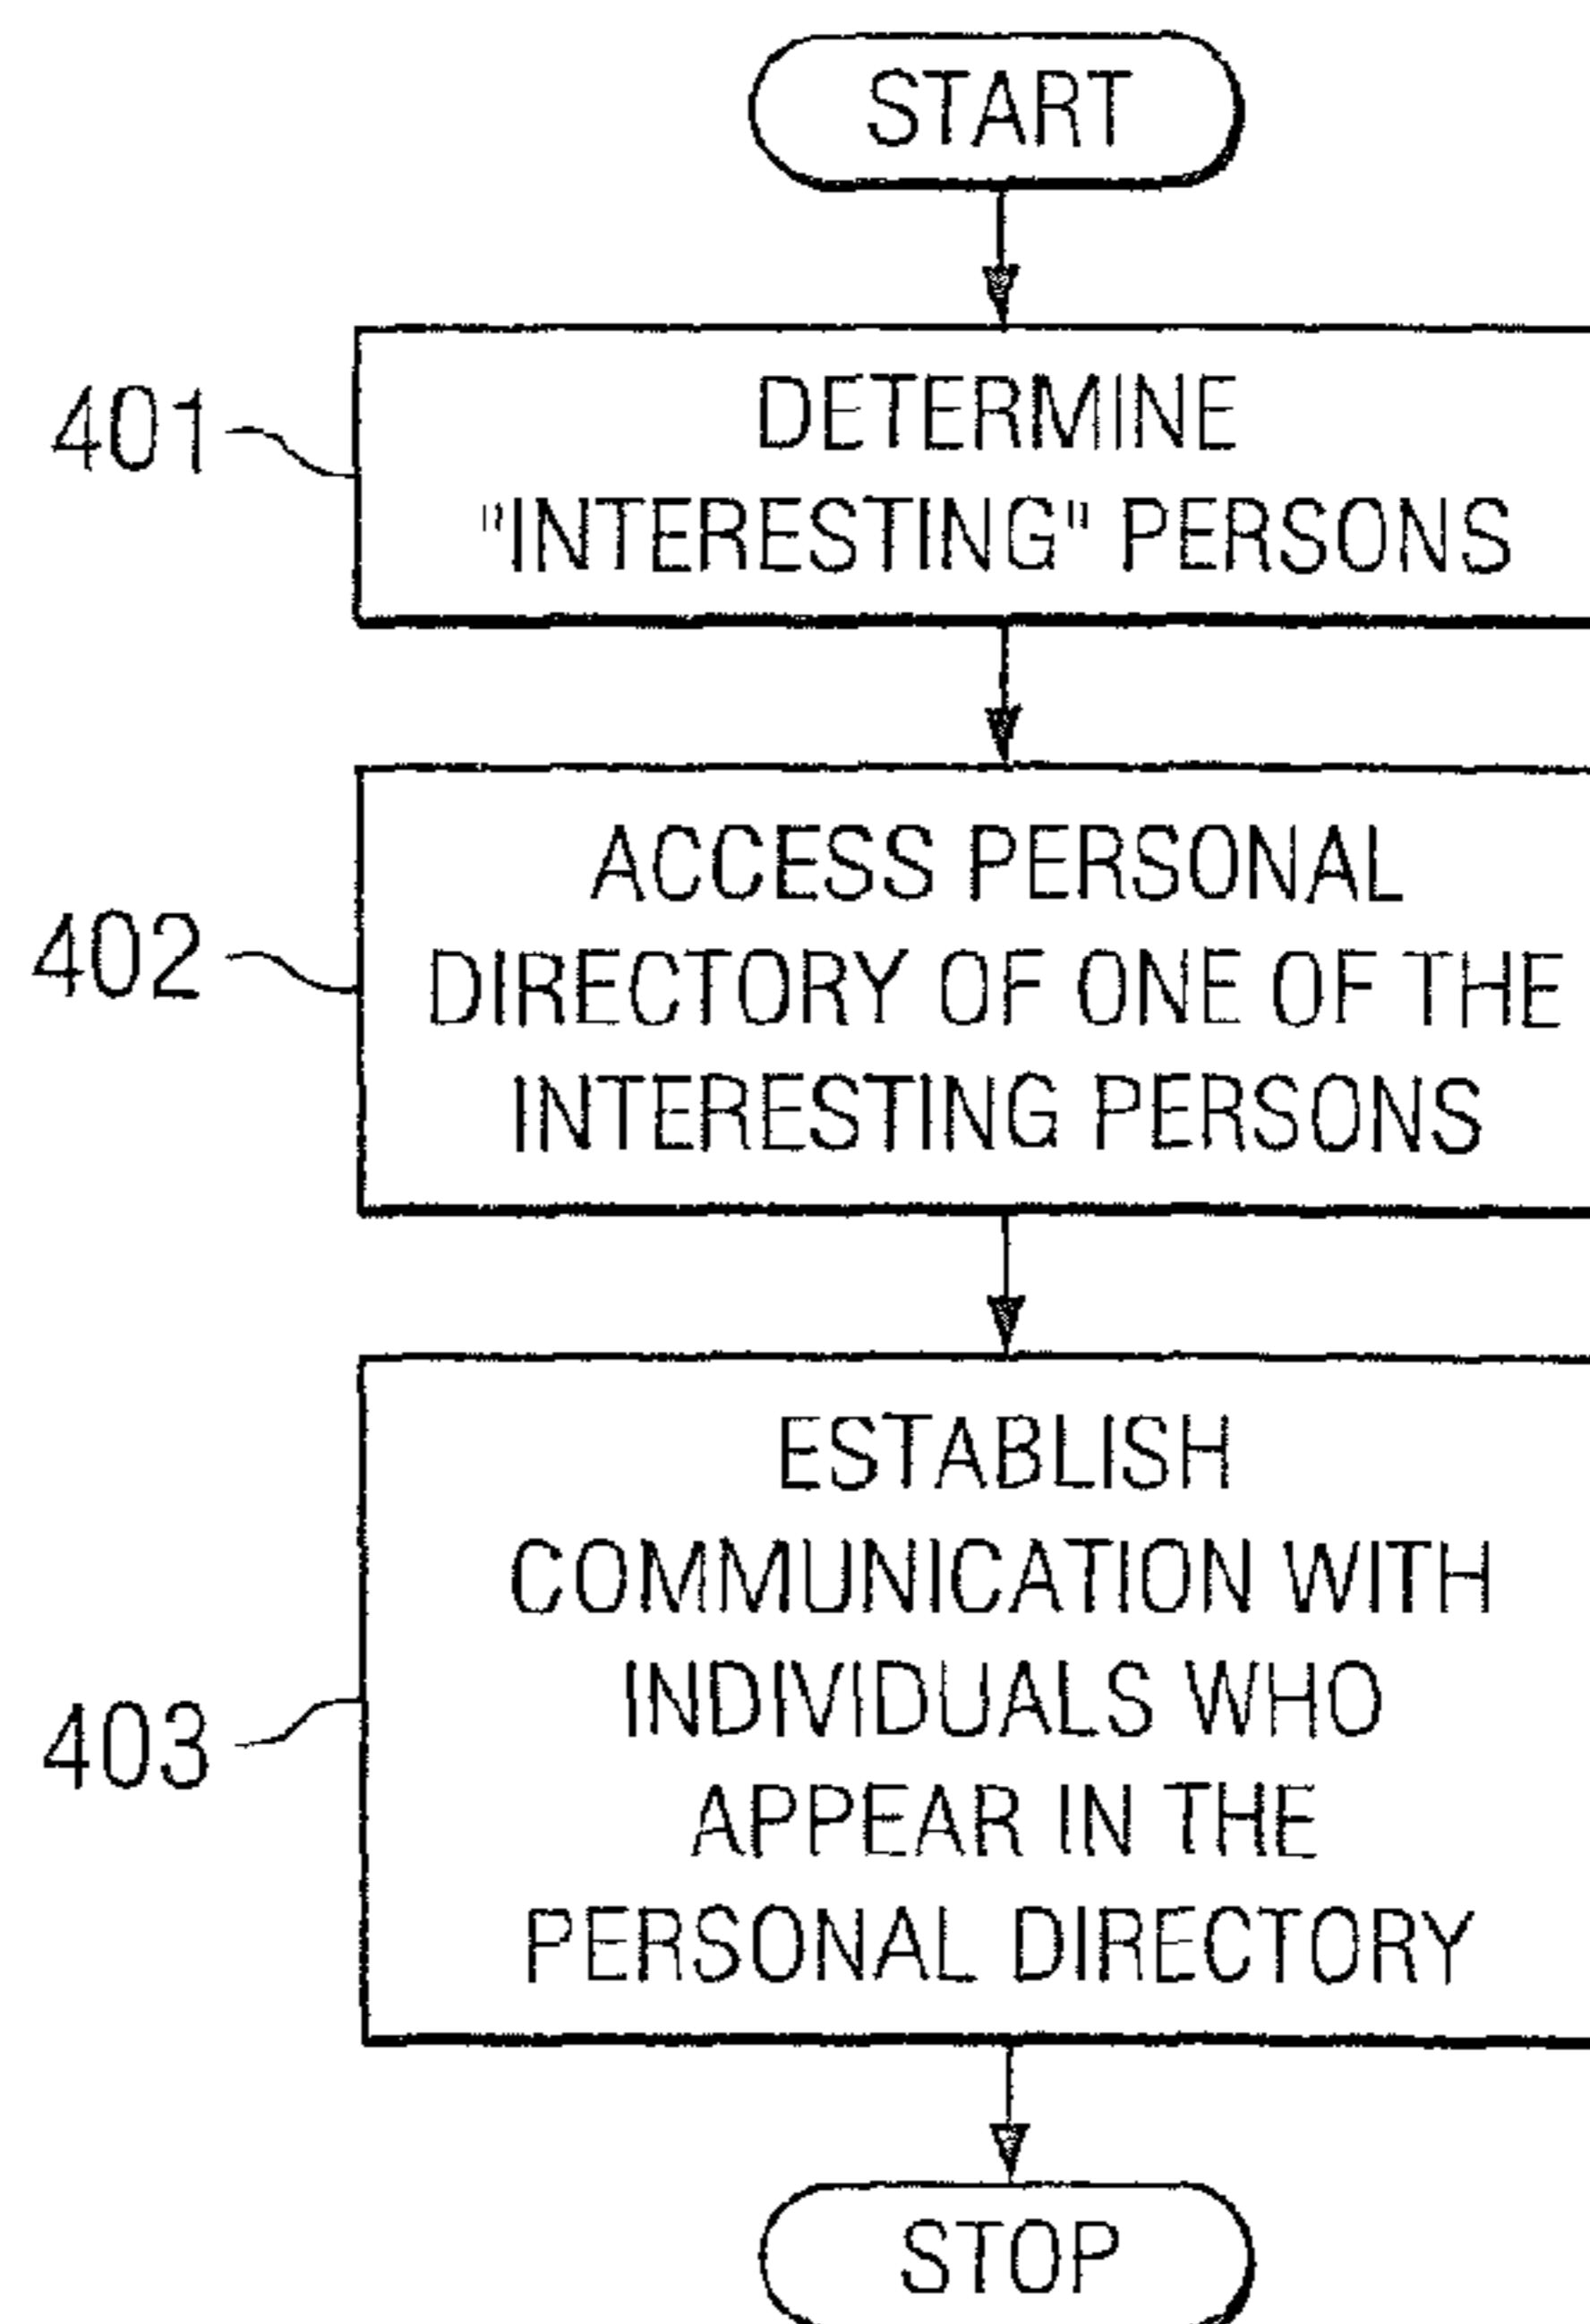 START
401
DETERMINE
"INTERESTING" PERSONS
402
ACCESS PERSONAL
DIRECTORY OF ONE OF THE
INTERESTING PERSONS
403
ESTABLISH
COMMUNICATION WITH
INDIVIDUALS WHO
APPEAR IN THE
PERSONAL DIRECTORY
STOP